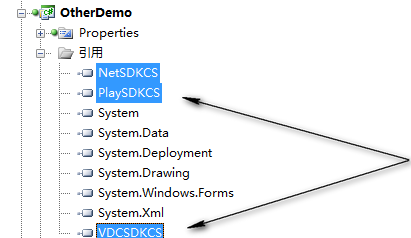 OtherDemo
Properties
引用
NetSDKCS
PlaySDKCS
System
System.Data
System.Deployment
System.Drawing
System.Windows.Forms
System.Xml
VDCSDKCS